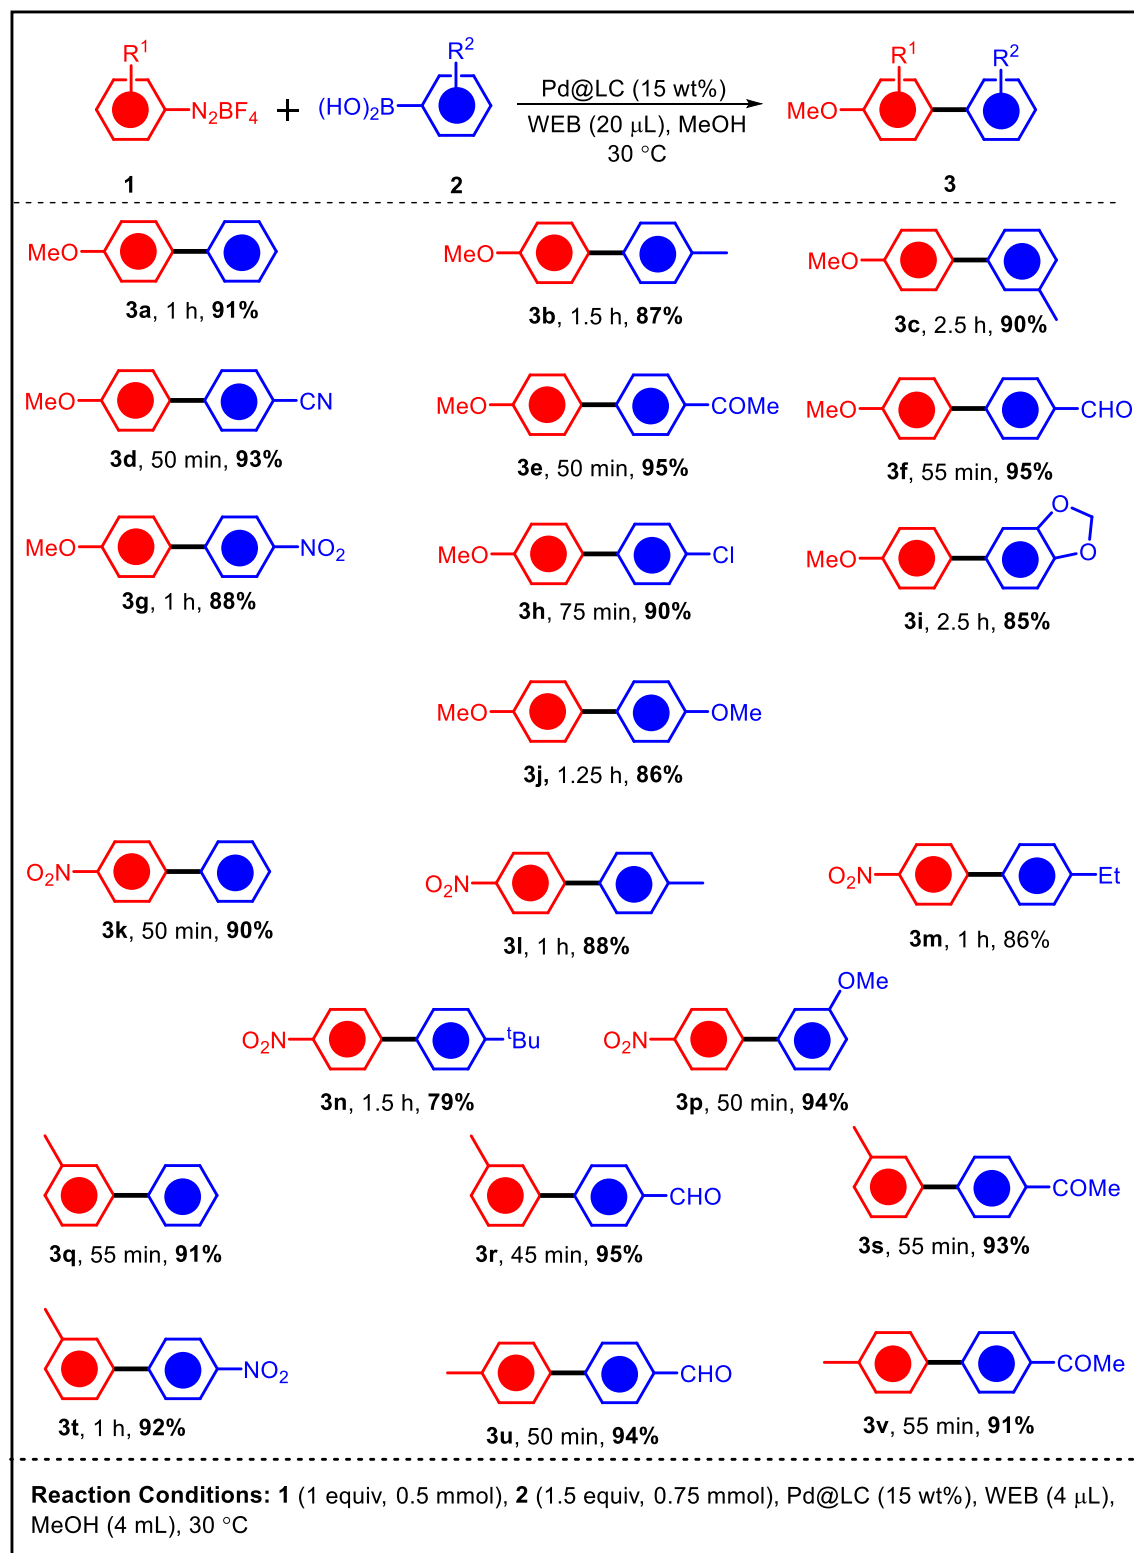 R1 R2 R1 R2
N2BF4 + (HO)2B Pd@LC (15 wt%) MeO
WEB (20 μL), MeOH
30 °C
1 2 3
MeO MeO MeO
3a, 1 h, 91% 3b, 1.5 h, 87% 3c, 2.5 h, 90%
MeO CN MeO COMe MeO CHO
3d, 50 min, 93% 3e, 50 min, 95% 3f, 55 min, 95%
MeO NO2 MeO Cl MeO O O
3g, 1 h, 88% 3h, 75 min, 90% 3i, 2.5 h, 85%
MeO OMe
3j, 1.25 h, 86%
O2N O2N O2N Et
3k, 50 min, 90% 3l, 1 h, 88% 3m, 1 h, 86%
O2N tBu O2N OMe
3n, 1.5 h, 79% 3p, 50 min, 94%
CHO COMe
3q, 55 min, 91% 3r, 45 min, 95% 3s, 55 min, 93%
NO2 CHO COMe
3t, 1 h, 92% 3u, 50 min, 94% 3v, 55 min, 91%
Reaction Conditions: 1 (1 equiv, 0.5 mmol), 2 (1.5 equiv, 0.75 mmol), Pd@LC (15 wt%), WEB (4 μL),
MeOH (4 mL), 30 °C